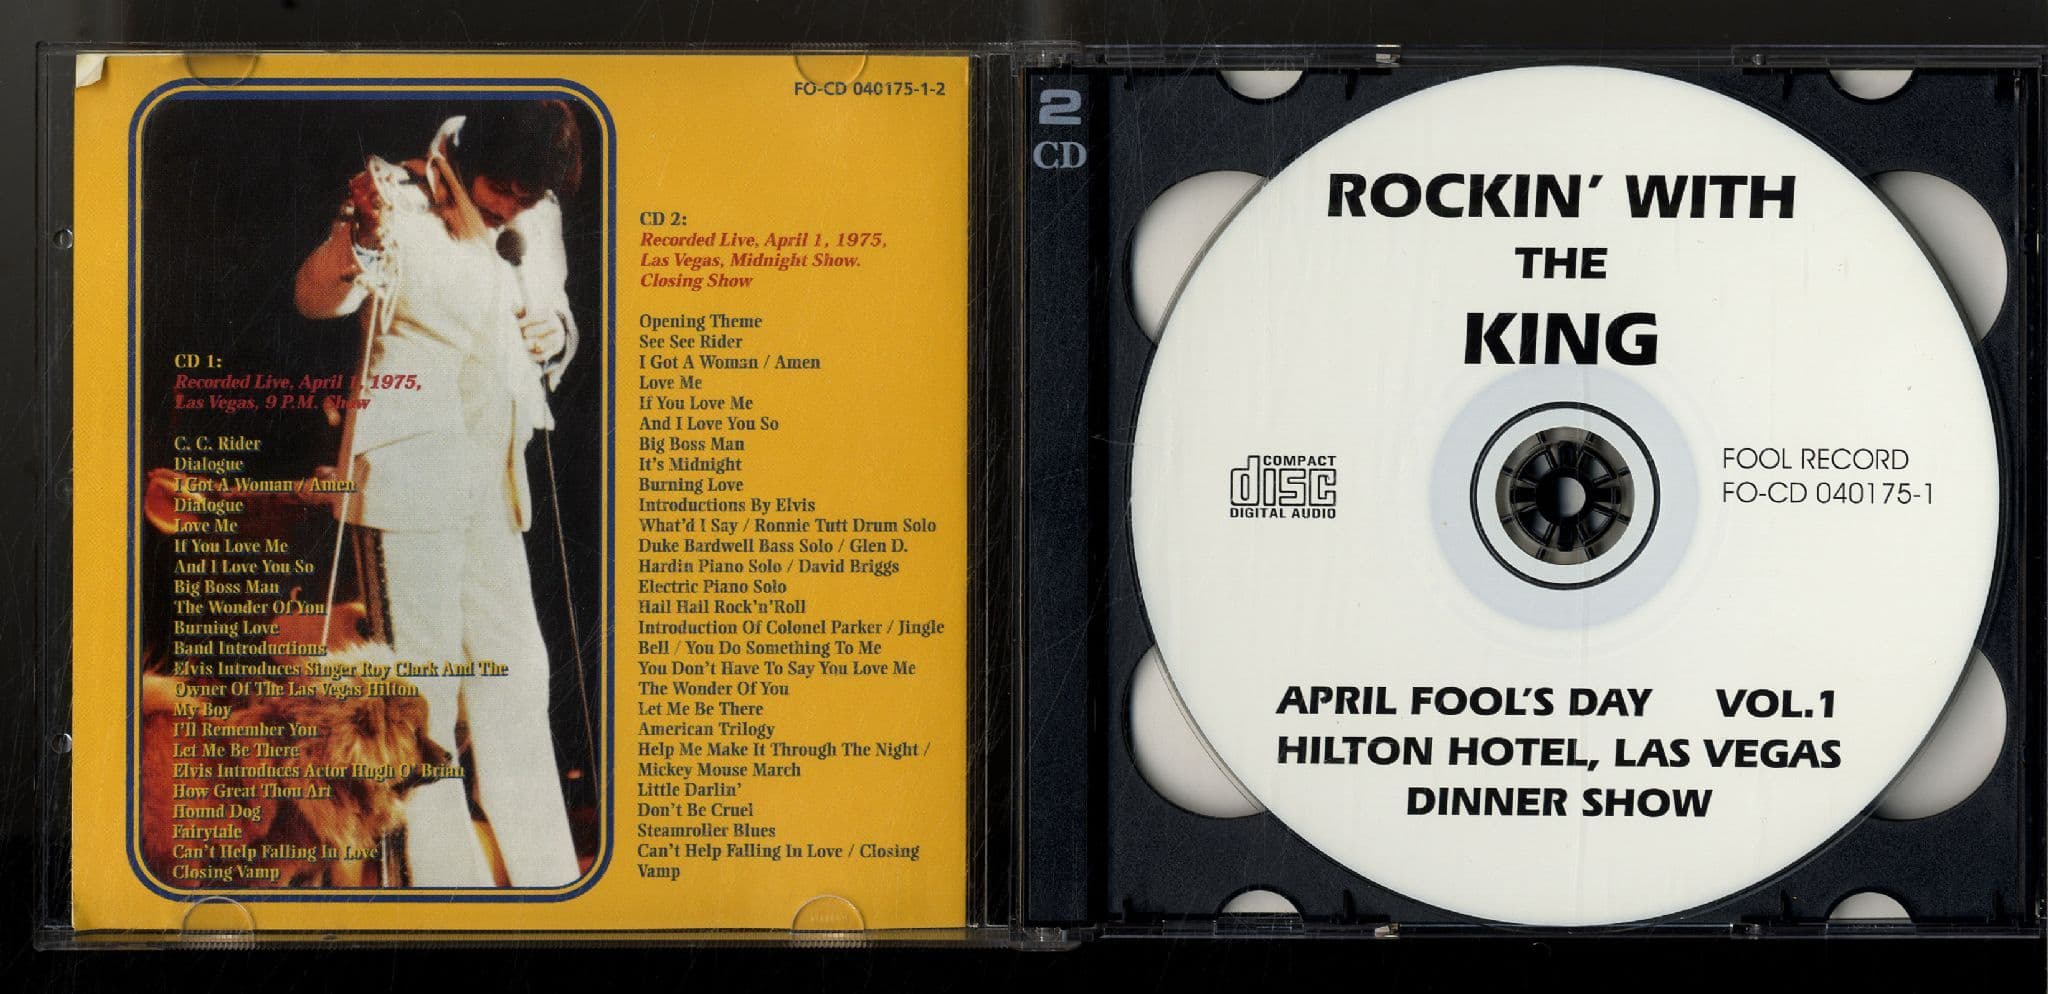 FO-CD 040175-1-2
CD 1:
Recorded Live, April 1, 1975,
Las Vegas, 9 P.M. Show
C. C. Rider
Dialogue
I Got A Woman / Amen
Dialogue
Love Me
If You Love Me
And I Love You So
Big Boss Man
The Wonder Of You
Burning Love
Band Introductions
Elvis Introduces Singer Roy Clark And The
Owner Of The Las Vegas Hilton
My Boy
I'll Remember You
Let Me Be There
Elvis Introduces Actor Hugh O' Brian
How Great Thou Art
Hound Dog
Fairytale
Can't Help Falling In Love
Closing Vamp
CD 2:
Recorded Live, April 1, 1975,
Las Vegas, Midnight Show.
Closing Show
Opening Theme
See See Rider
I Got A Woman / Amen
Love Me
If You Love Me
And I Love You So
Big Boss Man
It's Midnight
Burning Love
Introductions By Elvis
What'd I Say / Ronnie Tutt Drum Solo
Duke Bardwell Bass Solo / Glen D.
Hardin Piano Solo / David Briggs
Electric Piano Solo
Hail Hail Rock'n'Roll
Introduction Of Colonel Parker / Jingle
Bell / You Do Something To Me
You Don't Have To Say You Love Me
The Wonder Of You
Let Me Be There
American Trilogy
Help Me Make It Through The Night /
Mickey Mouse March
Little Darlin'
Don't Be Cruel
Steamroller Blues
Can't Help Falling In Love / Closing
Vamp
2
CD
ROCKIN' WITH
THE
KING
COMPACT
disc
DIGITAL AUDIO
FOOL RECORD
FO-CD 040175-1
APRIL FOOL'S DAY VOL.1
HILTON HOTEL, LAS VEGAS
DINNER SHOW